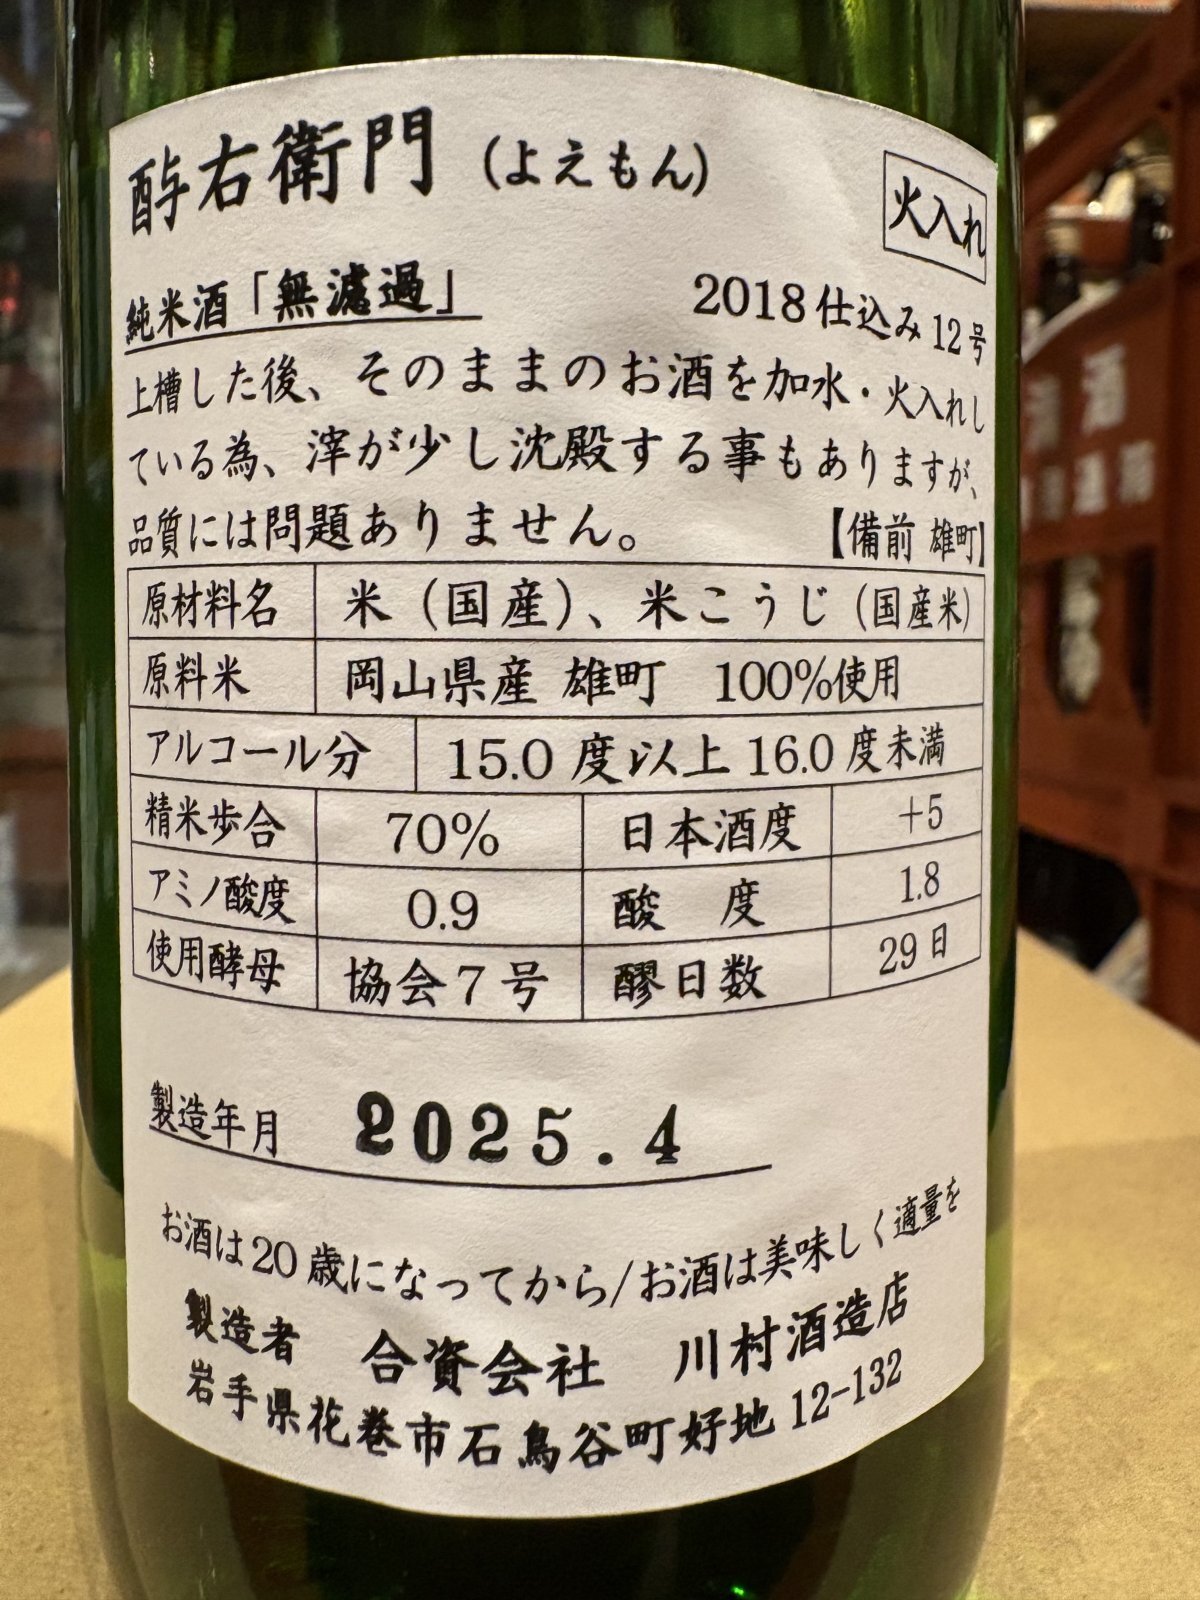 酉与右衛門 (よえもん)
火入れ
純米酒「無濾過」
2018仕込み12号
上槽した後、そのままのお酒を加水・火入れし
ている為、滓が少し沈殿する事もありますが、
品質には問題ありません。
【備前 雄町】
原材料名 米(国産)、米こうじ(国産米)
原料米 岡山県産 雄町 100%使用
アルコール分 15.0度以上16.0度未満
精米歩合 70% 日本酒度 +5
アミノ酸度 0.9 酸 度 1.8
使用酵母 協会7号 醪日数 29日
製造年月 2025.4
お酒は20歳になってから/お酒は美味しく適量を
製造者 合資会社 川村酒造店
岩手県花巻市石鳥谷町好地12-132
酒